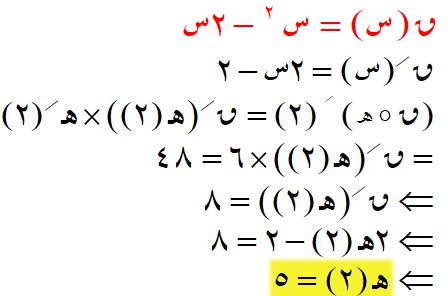 ق(س) = س² − ٢س
قَ(س) = ٢س − ٢
(ق ∘ هـ)′(٢) = ق′(هـ(٢)) × هـ′(٢)
= ق′(هـ(٢)) × ٦ = ٤٨
⇐ ق′(هـ(٢)) = ٨
⇐ ٢هـ(٢) − ٢ = ٨
⇐ هـ(٢) = ٥